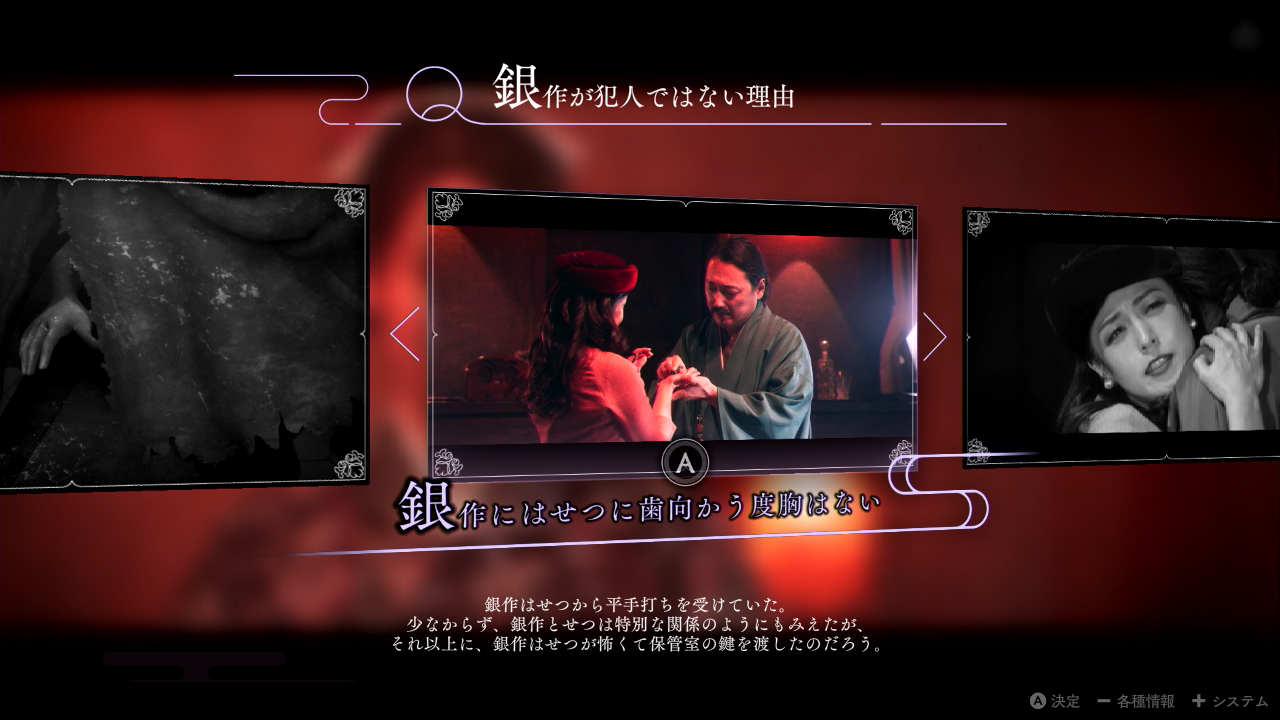 銀作が犯人ではない理由
A
銀作にはせつに歯向かう度胸はない
銀作はせつから平手打ちを受けていた。
少なからず、銀作とせつは特別な関係のようにもみえたが、
それ以上に、銀作はせつが怖くて保管室の鍵を渡したのだろう。
A 決定 − 各種情報 + システム